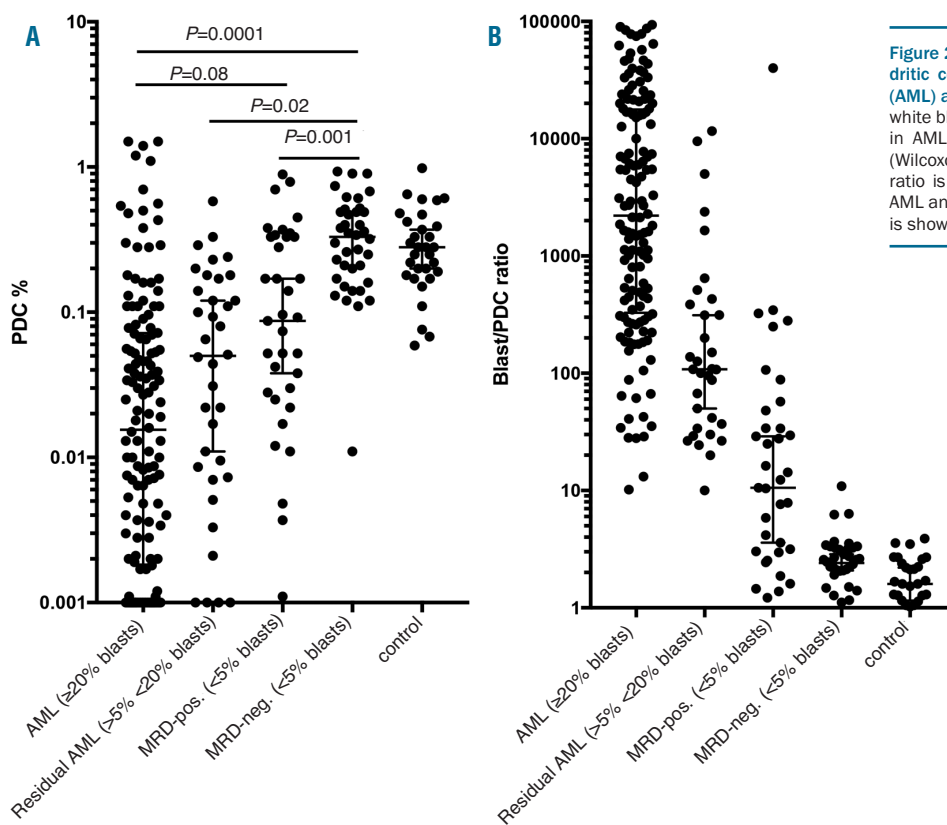 A
10
1
0.1
0.01
0.001
PDC %
P=0.0001
P=0.08
P=0.02
P=0.001
AML (≥20% blasts)
Residual AML (>5% <20% blasts)
MRD-pos. (<5% blasts)
MRD-neg. (<5% blasts)
control
B
100000
10000
1000
100
10
1
Blast/PDC ratio
AML (≥20% blasts)
Residual AML (>5% <20% blasts)
MRD-pos. (<5% blasts)
MRD-neg. (<5% blasts)
control
Figure 2
dritic c
(AML) a
white bl
in AML
(Wilcoxo
ratio is
AML an
is show